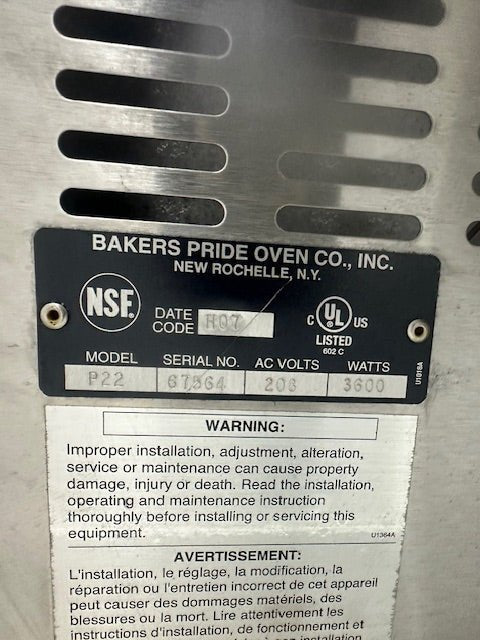 BAKERS PRIDE OVEN CO., INC.
NEW ROCHELLE, N.Y.
NSF.
DATE CODE H07
C UL US
LISTED
602 C
MODEL SERIAL NO. AC VOLTS WATTS
P22 67564 208 3600
U1018A
WARNING:
Improper installation, adjustment, alteration,
service or maintenance can cause property
damage, injury or death. Read the installation,
operating and maintenance instruction
thoroughly before installing or servicing this
equipment.
U1364A
AVERTISSEMENT:
L'installation, le réglage, la modification, la
réparation ou l'entretien incorrect de cet appareil
peut causer des dommages matériels, des
blessures ou la mort. Lire attentivement les
instructions d'installation, de fonctionnement et
installation